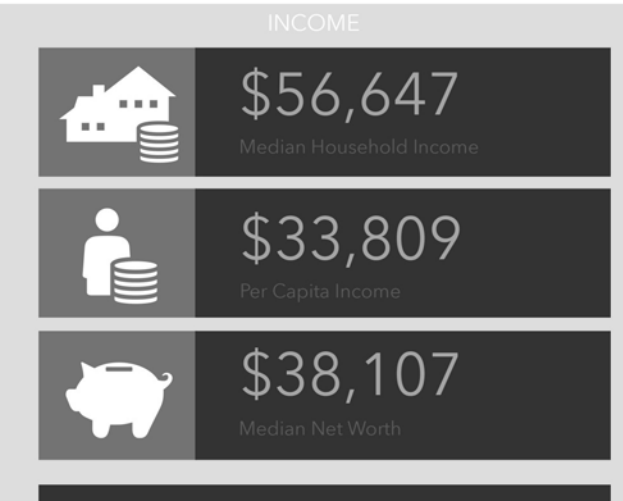 INCOME
$56,647
Median Household Income
$33,809
Per Capita Income
$38,107
Median Net Worth